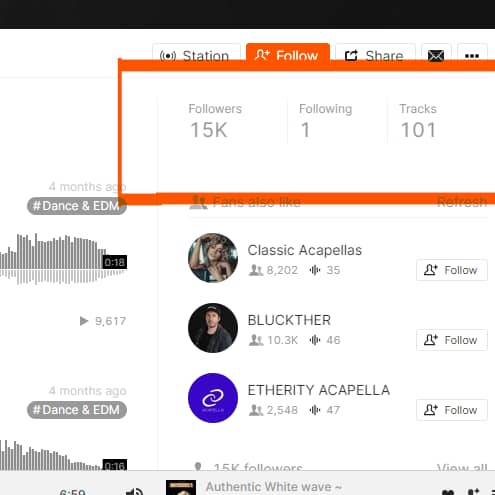 Station Follow Share
Followers Following Tracks
15K 1 101
4 months ago
# Dance & EDM
Fans also like Refresh
0:18
Classic Acapellas
8,202 35 Follow
9,617
BLUCKTHER
10.3K 46 Follow
4 months ago
# Dance & EDM
ETHERITY ACAPELLA
ACAPELLA
2,548 47 Follow
0:16
15K followers View all
6:59 Authentic White wave ~